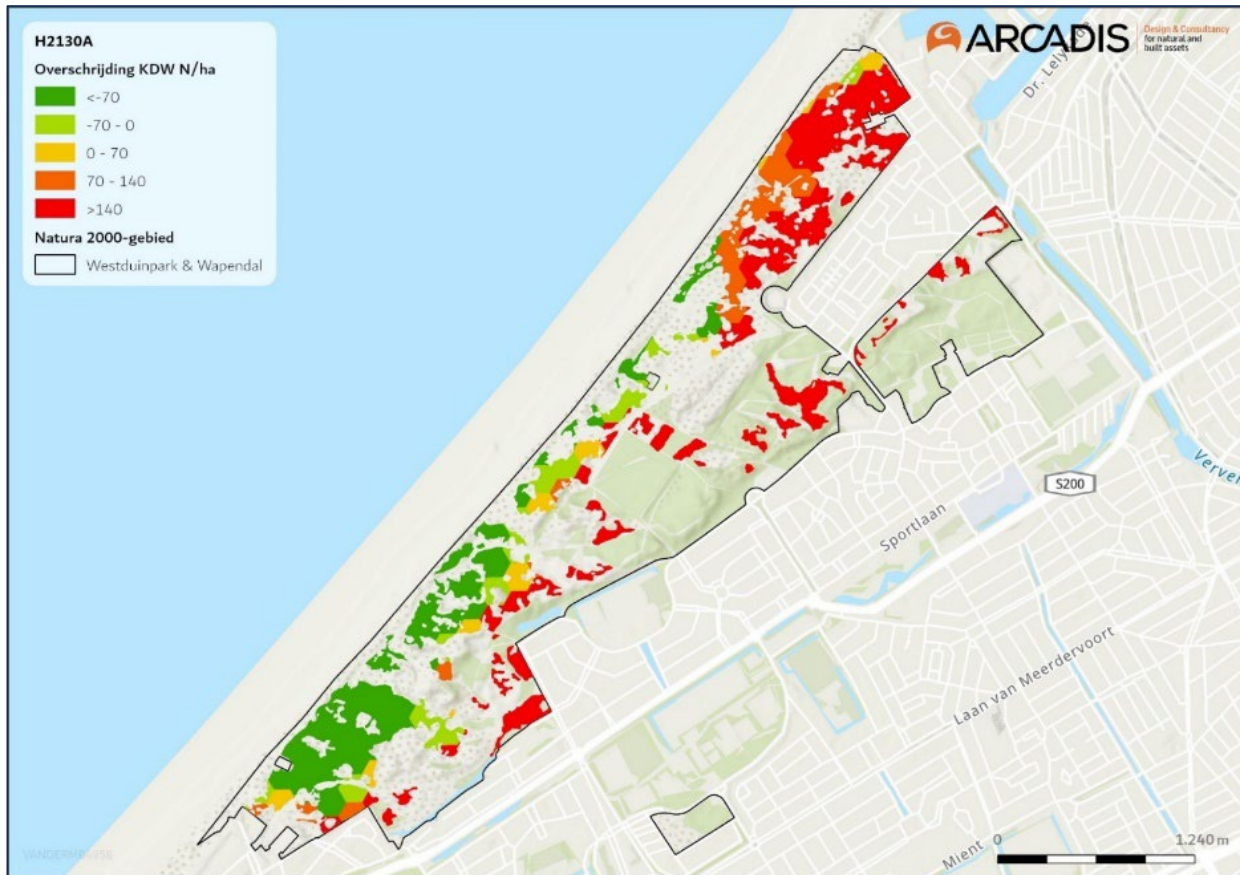 H2130A
Overschrijding KDW N/ha
<-70
-70 - 0
0 - 70
70 - 140
>140
Natura 2000-gebied
Westduinpark & Wapendal
ARCADIS
Design & Consultancy
for natural and
built assets
Dr. Lely
S200
Sportlaan
Laan van Meerdervoort
Mient
0
1.240 m